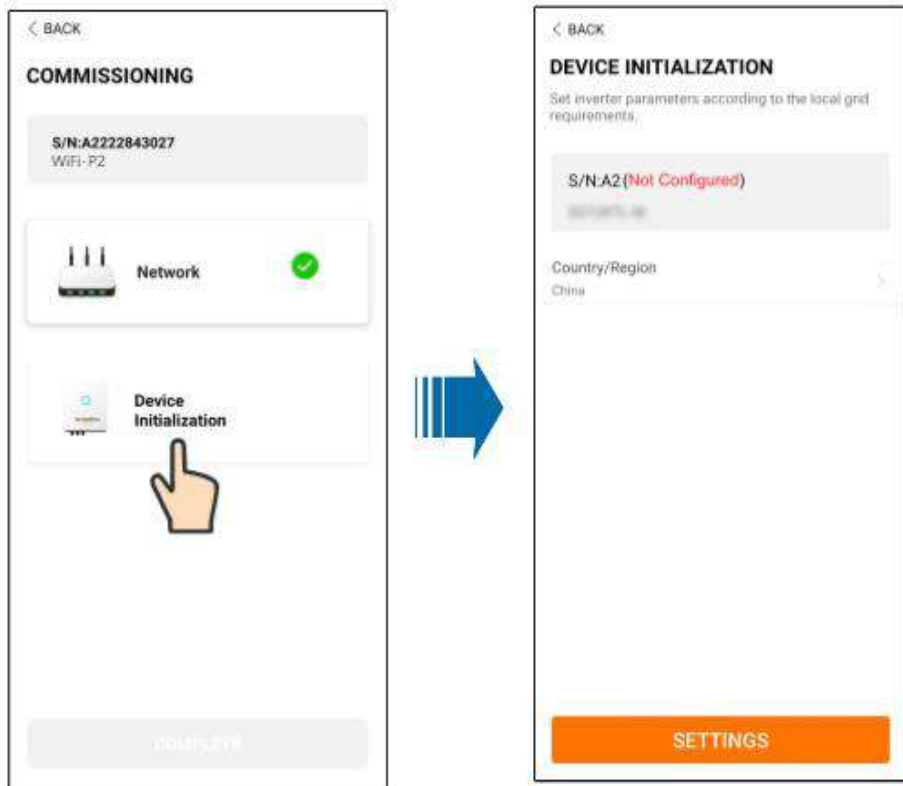 < BACK
COMMISSIONING
S/N:A2222843027
WiFi-P2
Network
Device
Initialization
COMPLETE
< BACK
DEVICE INITIALIZATION
Set inverter parameters according to the local grid
requirements.
S/N:A2(Not Configured)
Country/Region
China
SETTINGS